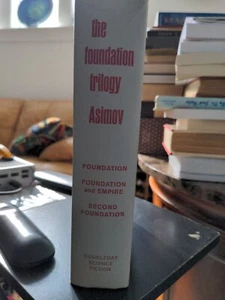 the
foundation
trilogy
Asimov
FOUNDATION
FOUNDATION
and EMPIRE
SECOND
FOUNDATION
DOUBLEDAY
SCIENCE
FICTION